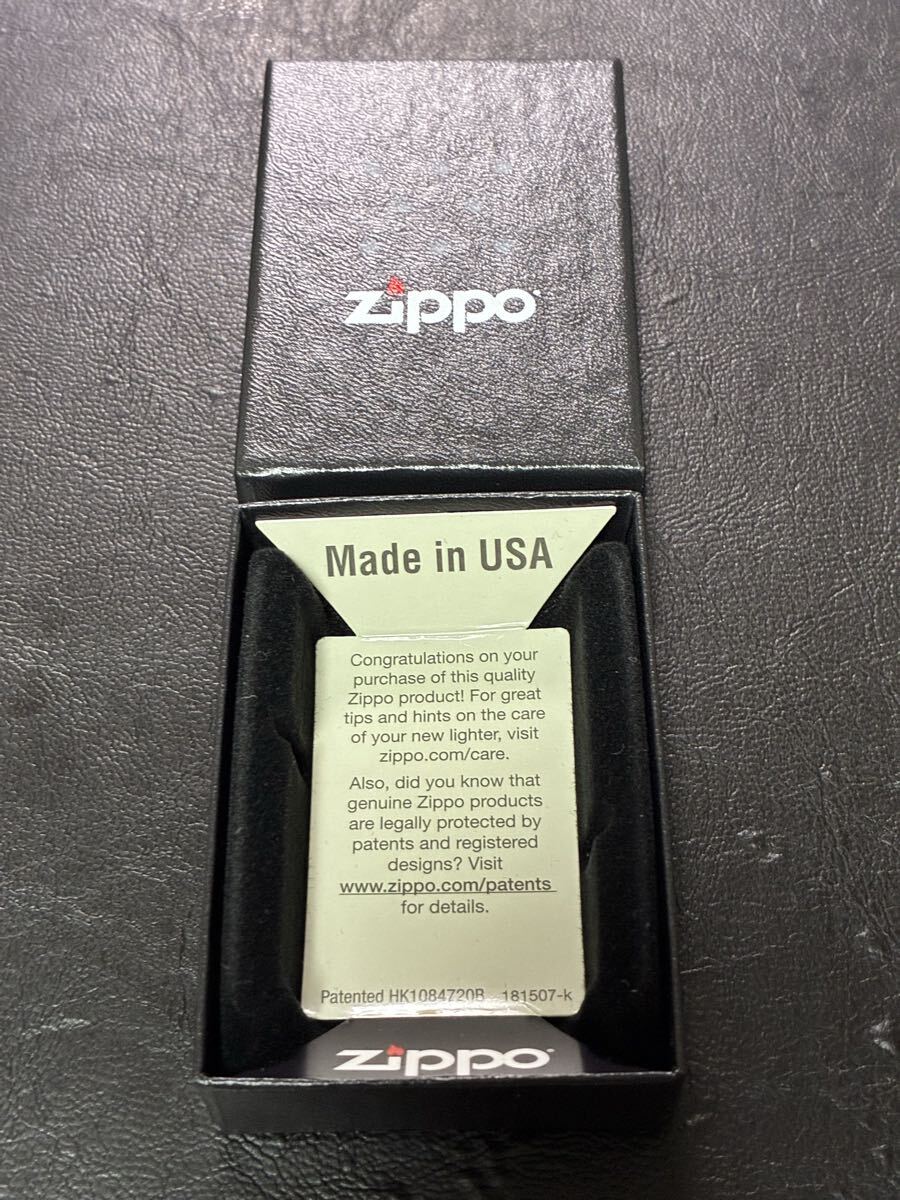 Zippo
Made in USA
Congratulations on your
purchase of this quality
Zippo product! For great
tips and hints on the care
of your new lighter, visit
zippo.com/care.
Also, did you know that
genuine Zippo products
are legally protected by
patents and registered
designs? Visit
www.zippo.com/patents
for details.
Patented HK1084720B 181507-k
Zippo